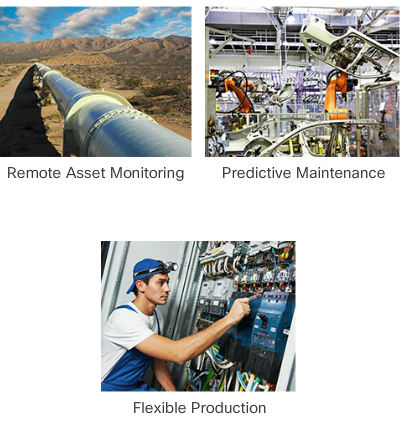 Remote Asset Monitoring
Predictive Maintenance
Flexible Production